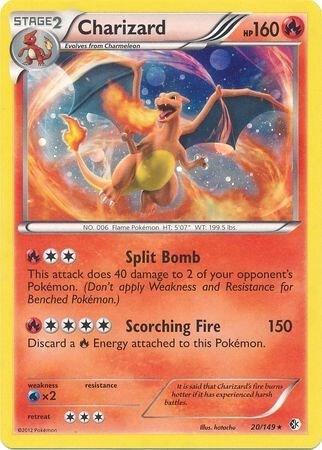 STAGE2
Charizard
HP160
Evolves from Charmeleon
NO. 006 Flame Pokémon HT: 5'07" WT: 199.5 lbs.
Split Bomb
This attack does 40 damage to 2 of your opponent's
Pokémon. (Don't apply Weakness and Resistance for
Benched Pokémon.)
Scorching Fire 150
Discard a Energy attached to this Pokémon.
weakness resistance
×2
retreat
It is said that Charizard's fire burns
hotter if it has experienced harsh
battles.
©2012 Pokémon
Illus. hatachu 20/149 ★